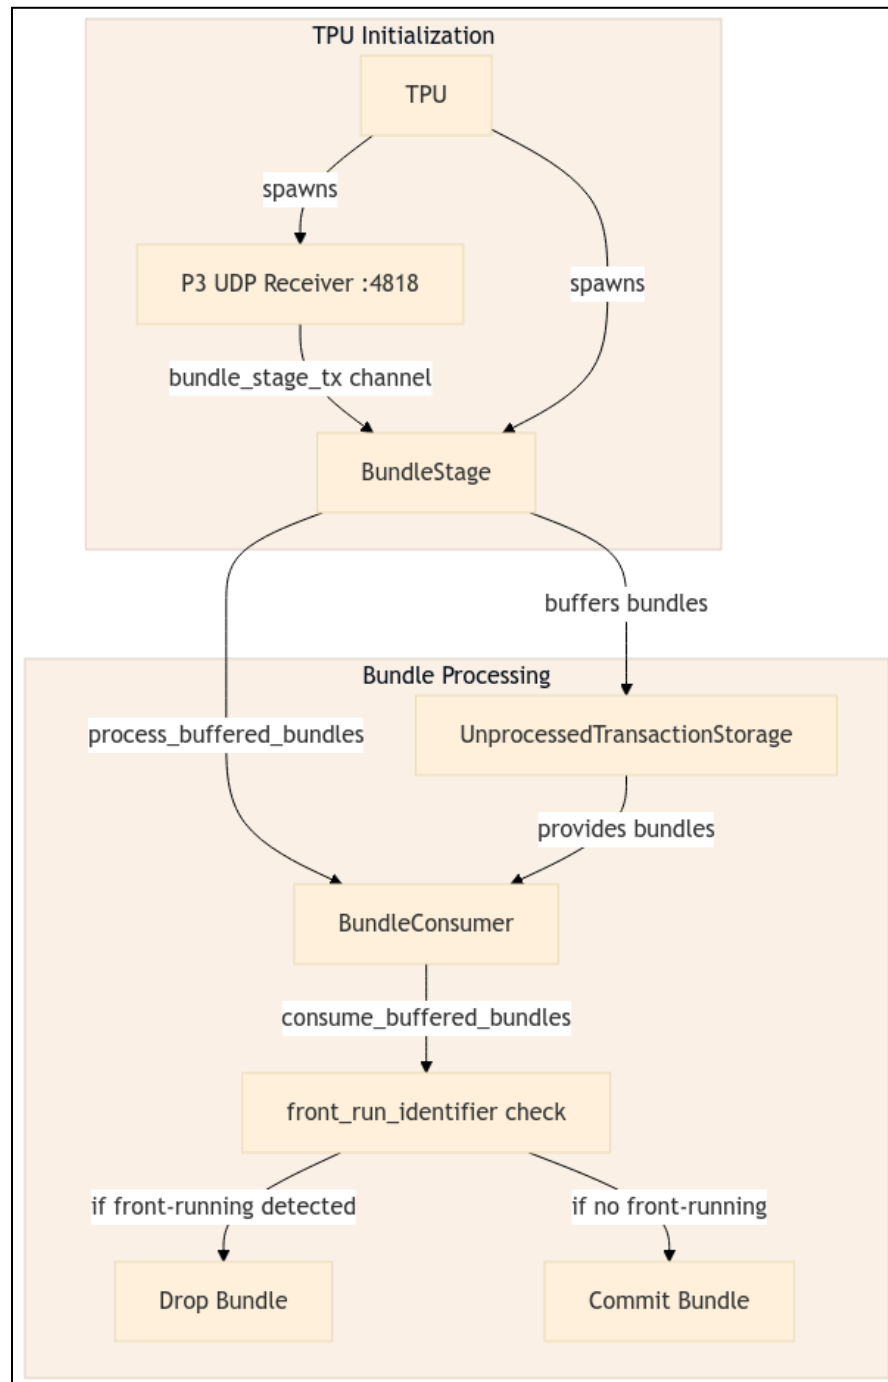 TPU Initialization
TPU
spawns
P3 UDP Receiver :4818
spawns
bundle_stage_tx channel
BundleStage
buffers bundles
Bundle Processing
process_buffered_bundles
UnprocessedTransactionStorage
provides bundles
BundleConsumer
consume_buffered_bundles
front_run_identifier check
if front-running detected
if no front-running
Drop Bundle
Commit Bundle